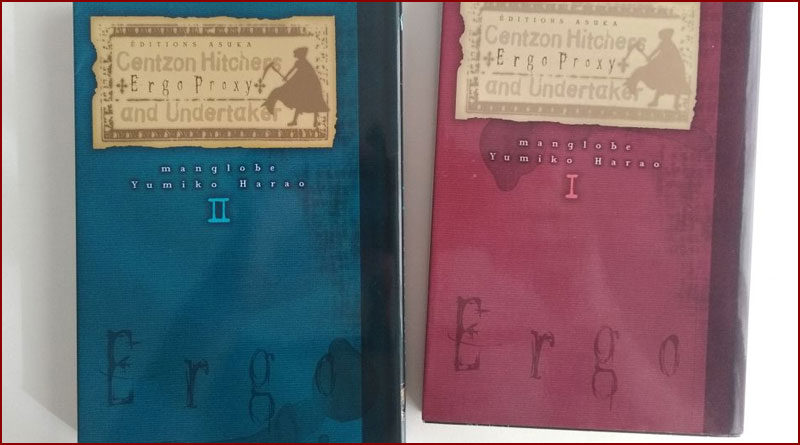 ÉDITIONS ASUKA
Centzon Hitchers
Ergo Proxy
and Undertaker
manglobe
Yumiko Harao
II
Ergo
ÉDITIONS ASUKA
Centzon Hitchers
Ergo Proxy
and Undertaker
manglobe
Yumiko Harao
I
Ergo